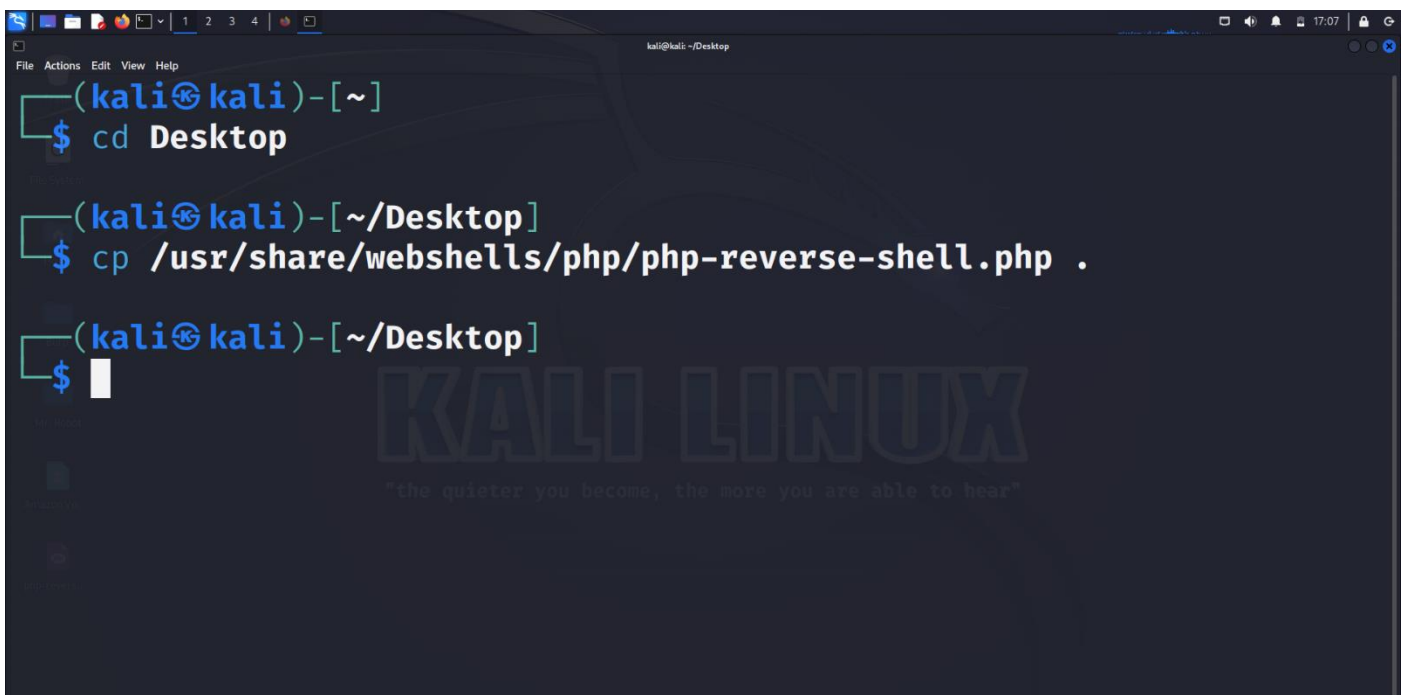 1 2 3 4
17:07
kali@kali: ~/Desktop
File Actions Edit View Help
┌──(kali㉿kali)-[~]
└─$ cd Desktop
┌──(kali㉿kali)-[~/Desktop]
└─$ cp /usr/share/webshells/php/php-reverse-shell.php .
┌──(kali㉿kali)-[~/Desktop]
└─$
KALI LINUX
"the quieter you become, the more you are able to hear"